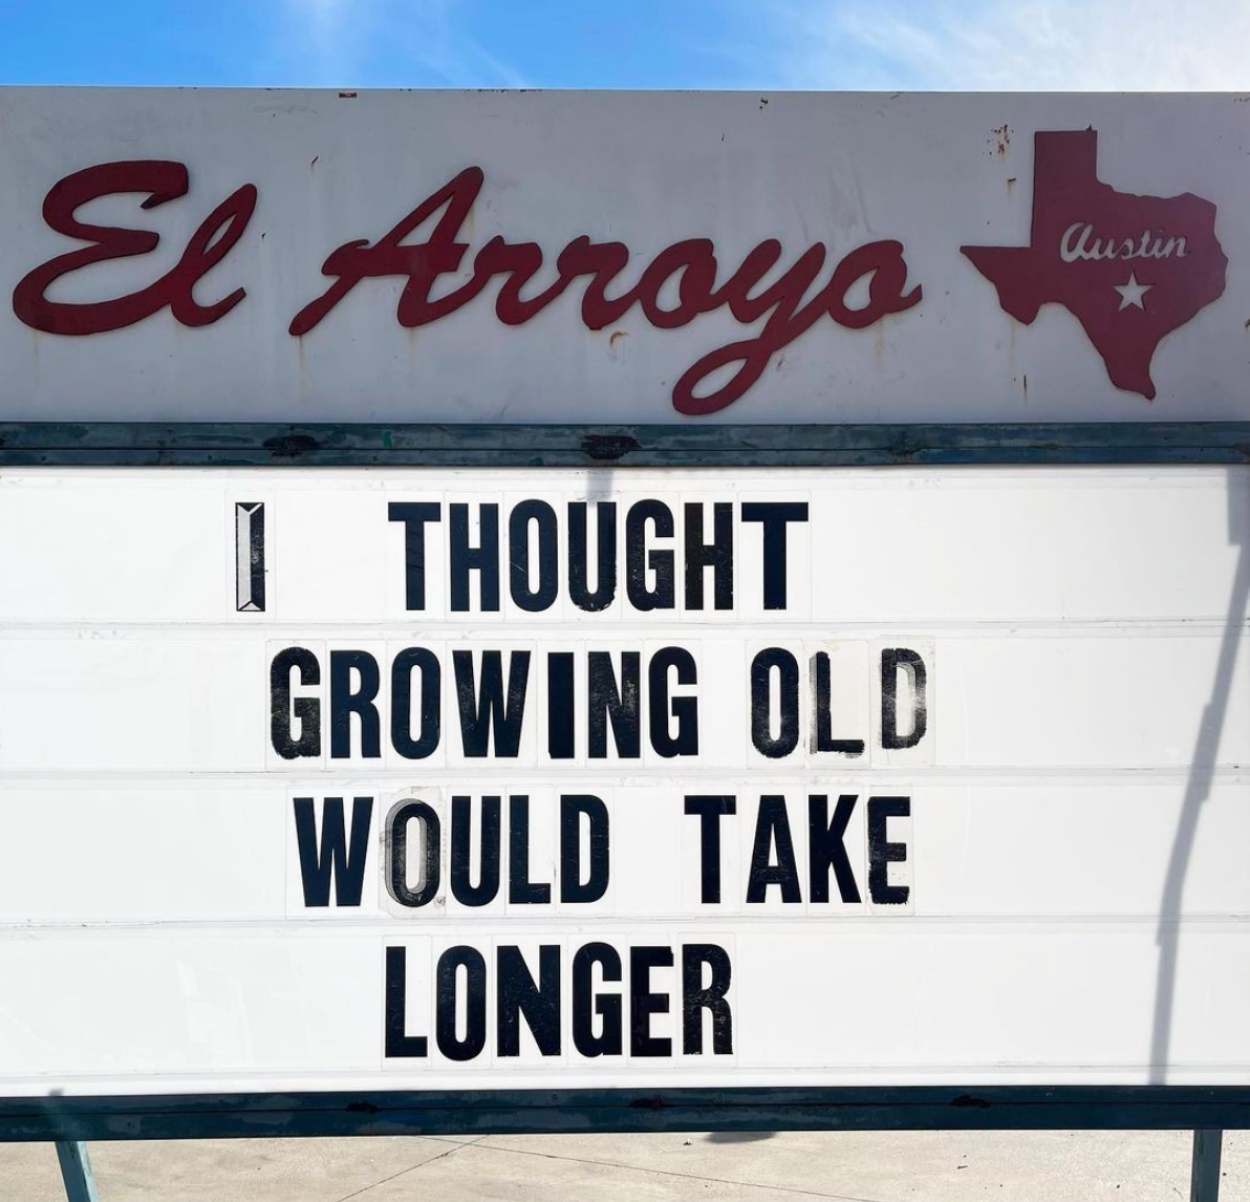 El Arroyo
Austin
I THOUGHT
GROWING OLD
WOULD TAKE
LONGER